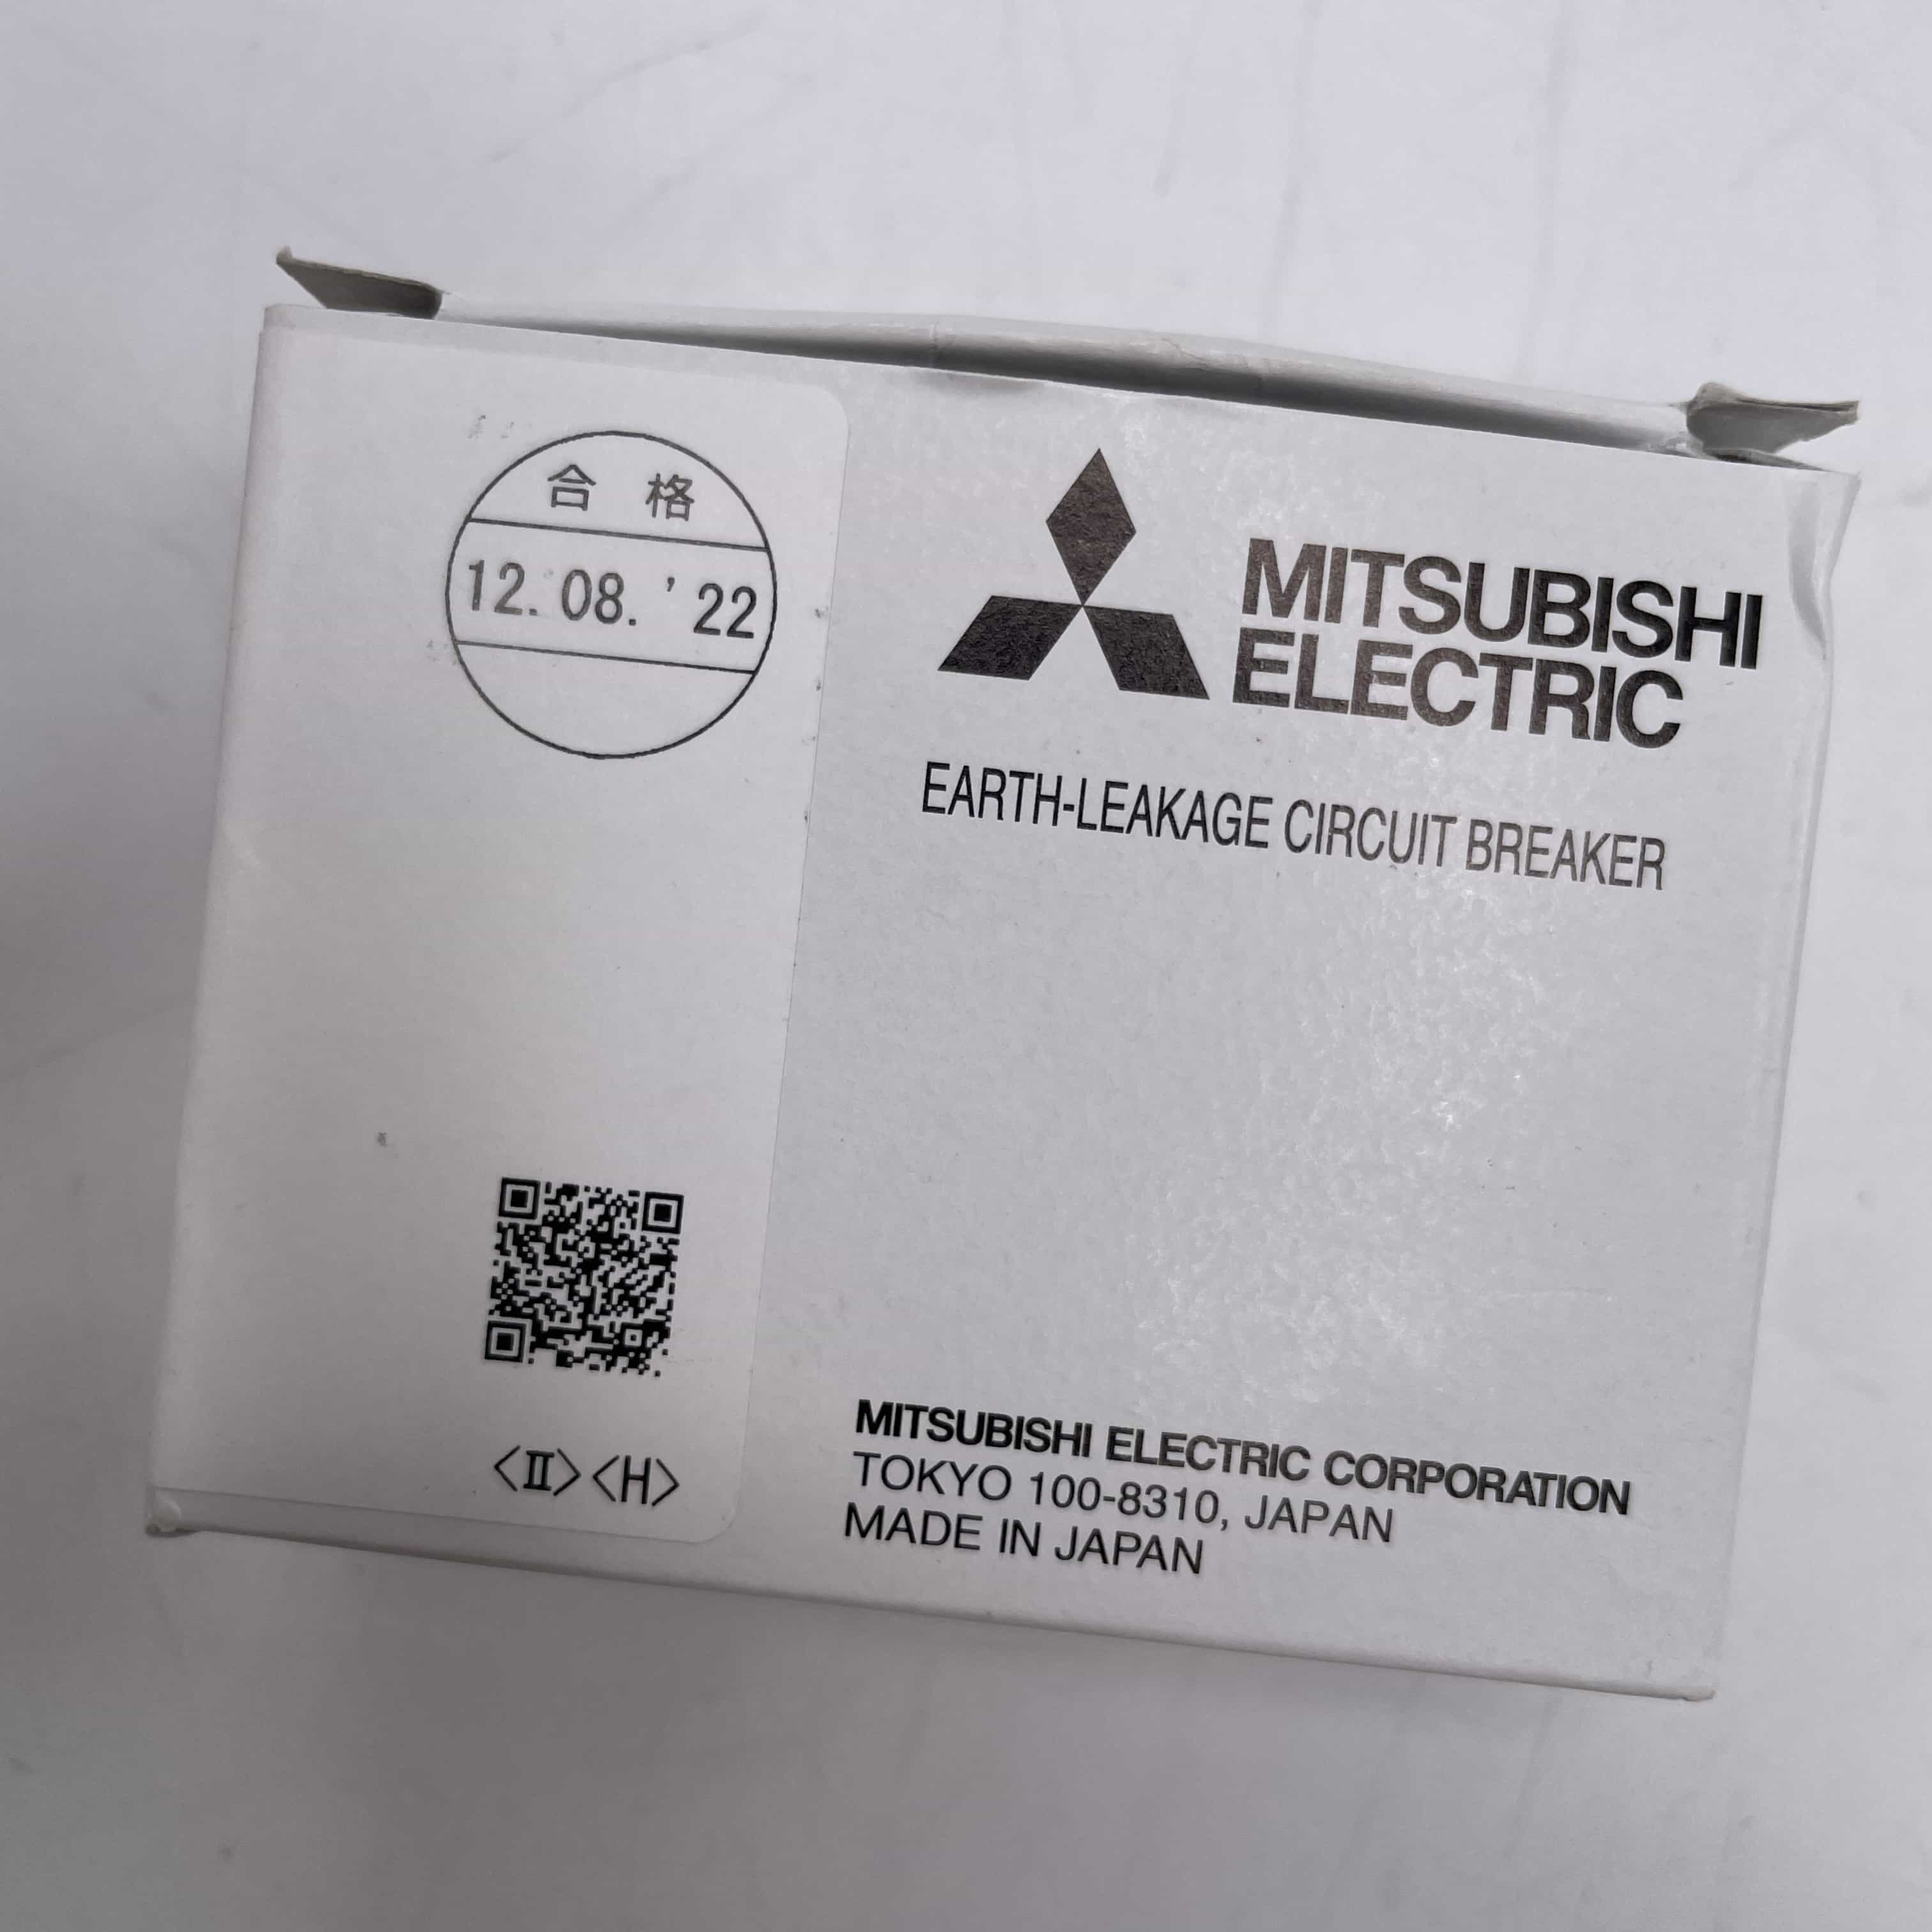 合 格
12. 08. '22
<II><H>
MITSUBISHI
ELECTRIC
EARTH-LEAKAGE CIRCUIT BREAKER
MITSUBISHI ELECTRIC CORPORATION
TOKYO 100-8310, JAPAN
MADE IN JAPAN